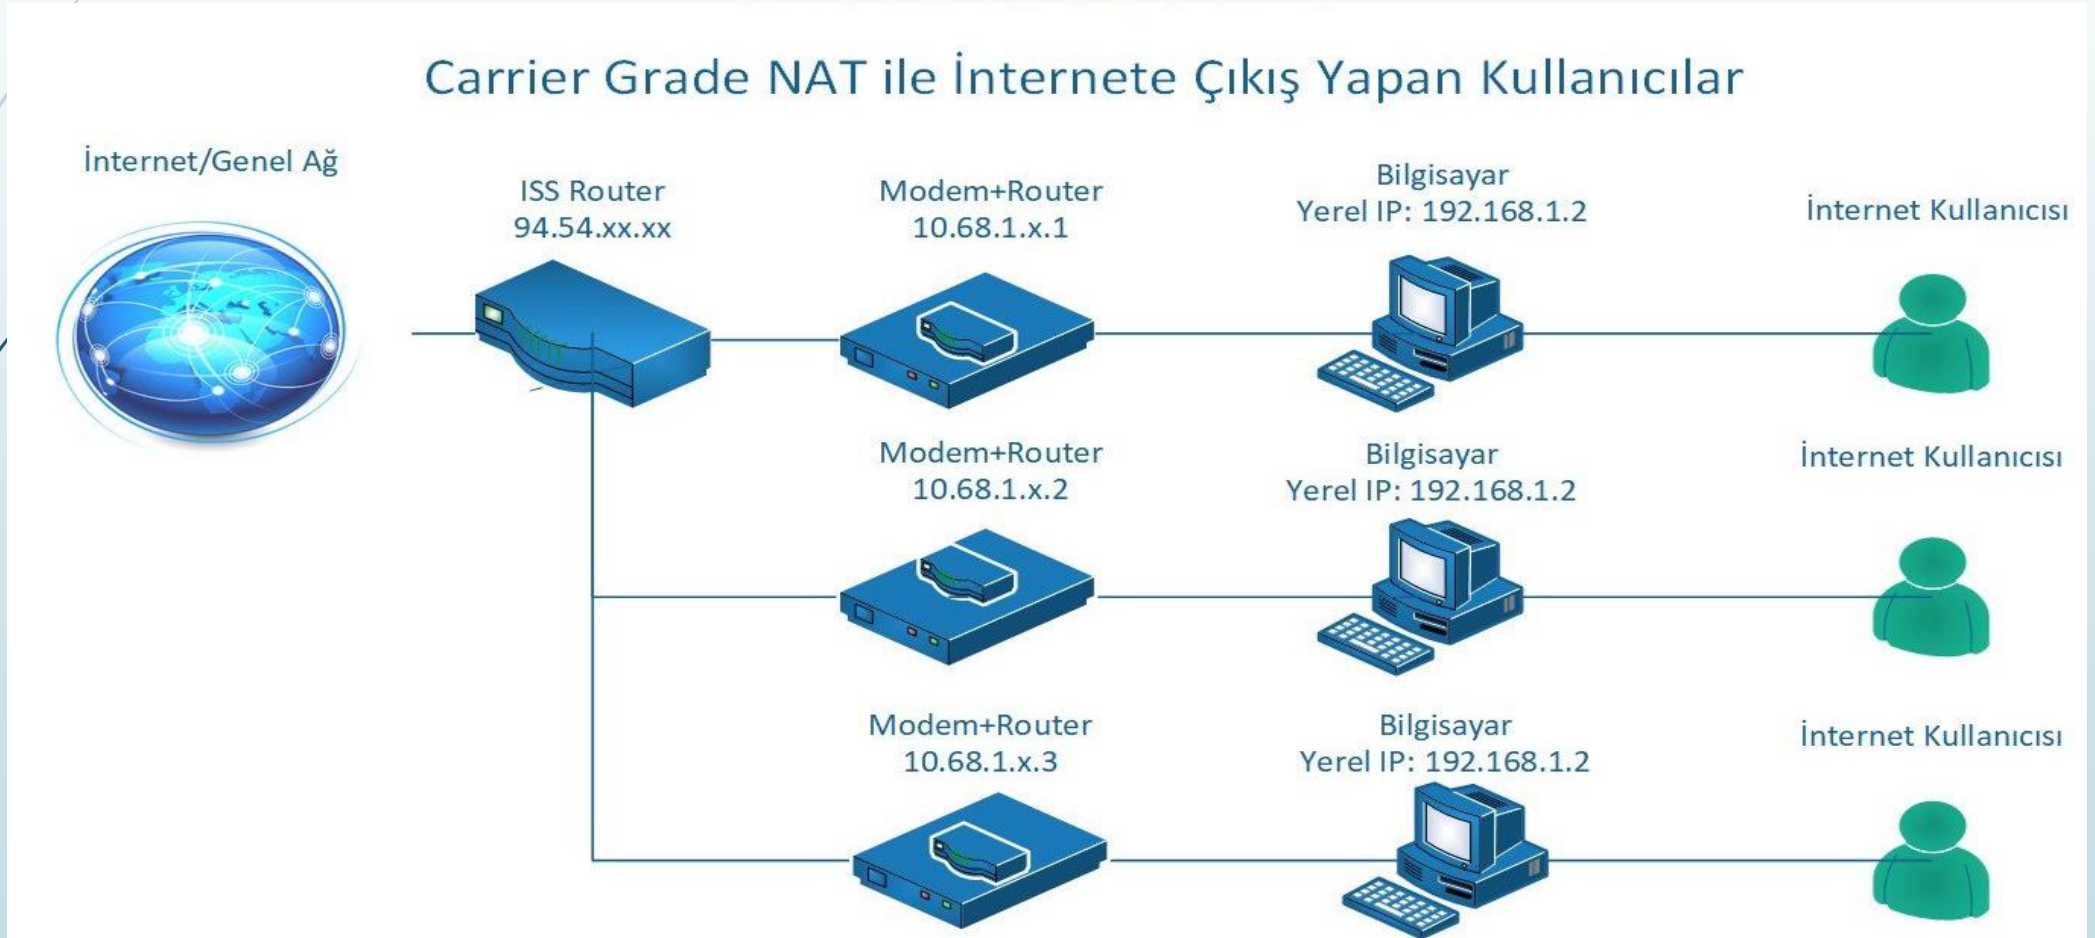 Carrier Grade NAT ile İnternete Çıkış Yapan Kullanıcılar
İnternet/Genel Ağ
ISS Router
94.54.xx.xx
Modem+Router
10.68.1.x.1
Bilgisayar
Yerel IP: 192.168.1.2
İnternet Kullanıcısı
Modem+Router
10.68.1.x.2
Bilgisayar
Yerel IP: 192.168.1.2
İnternet Kullanıcısı
Modem+Router
10.68.1.x.3
Bilgisayar
Yerel IP: 192.168.1.2
İnternet Kullanıcısı